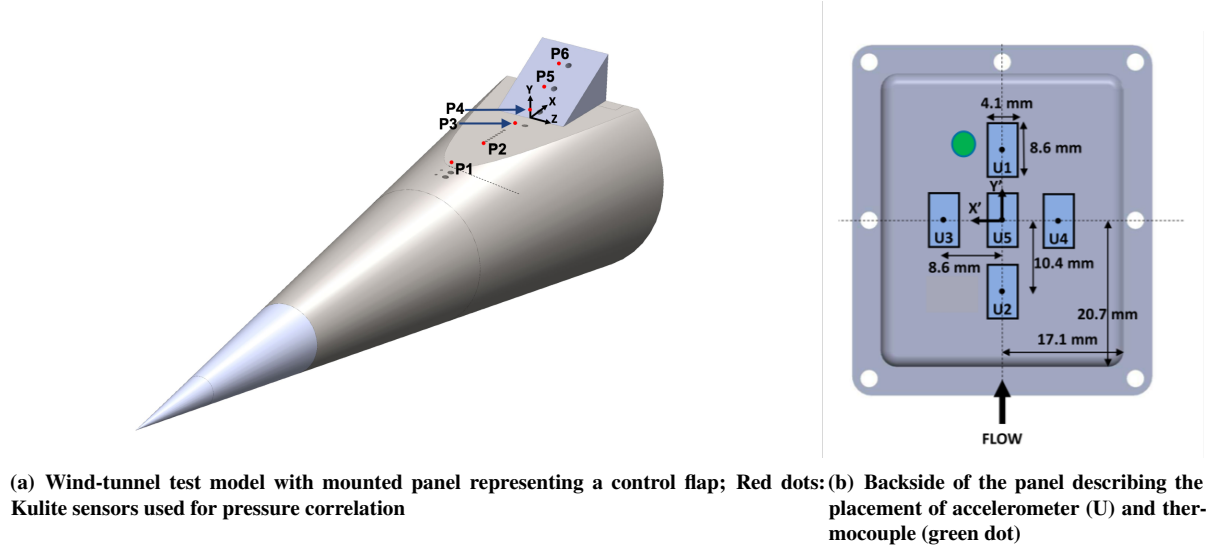 P6
P5
Y
X
P4
Z
P3
P2
P1
4.1 mm
8.6 mm
U1
Y'
X'
U3
U5
U4
8.6 mm
10.4 mm
U2
20.7 mm
17.1 mm
FLOW
(a) Wind-tunnel test model with mounted panel representing a control flap; Red dots:
Kulite sensors used for pressure correlation
(b) Backside of the panel describing the
placement of accelerometer (U) and ther-
mocouple (green dot)